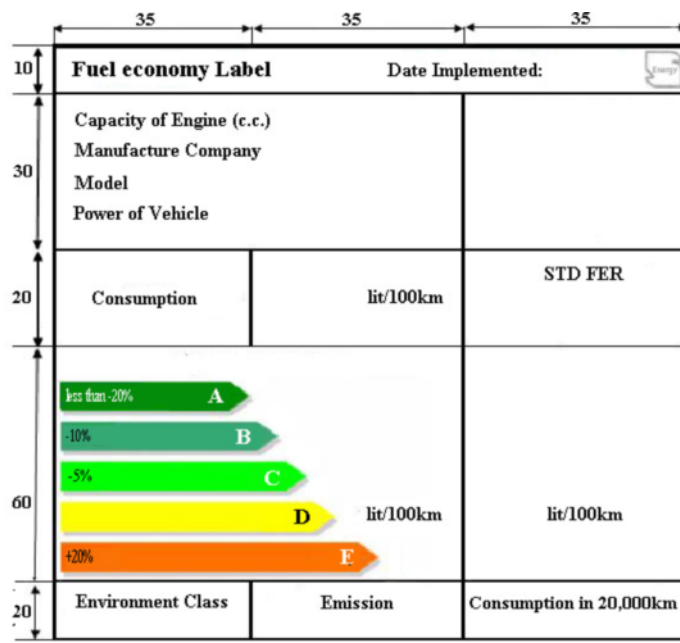 35 35 35
10 Fuel economy Label Date Implemented: Energy
30
Capacity of Engine (c.c.)
Manufacture Company
Model
Power of Vehicle
STD FER
20 Consumption lit/100km
less than -20% A
-10% B
-5% C
60 D lit/100km lit/100km
+20% E
20 Environment Class Emission Consumption in 20,000km